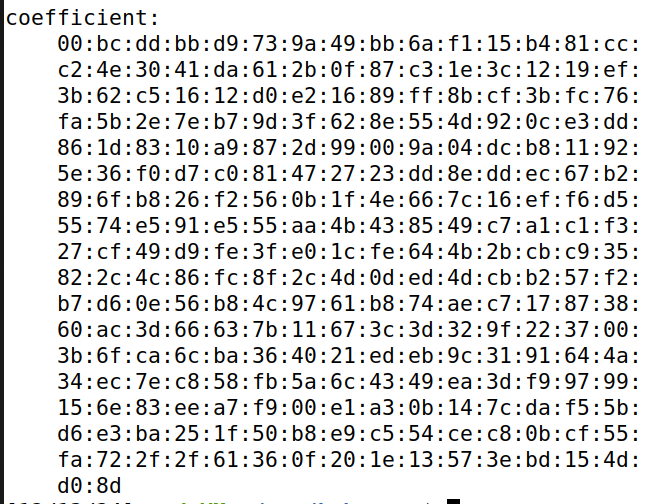 coefficient:
00:bc:dd:bb:d9:73:9a:49:bb:6a:f1:15:b4:81:cc:
c2:4e:30:41:da:61:2b:0f:87:c3:1e:3c:12:19:ef:
3b:62:c5:16:12:d0:e2:16:89:ff:8b:cf:3b:fc:76:
fa:5b:2e:7e:b7:9d:3f:62:8e:55:4d:92:0c:e3:dd:
86:1d:83:10:a9:87:2d:99:00:9a:04:dc:b8:11:92:
5e:36:f0:d7:c0:81:47:27:23:dd:8e:dd:ec:67:b2:
89:6f:b8:26:f2:56:0b:1f:4e:66:7c:16:ef:f6:d5:
55:74:e5:91:e5:55:aa:4b:43:85:49:c7:a1:c1:f3:
27:cf:49:d9:fe:3f:e0:1c:fe:64:4b:2b:cb:c9:35:
82:2c:4c:86:fc:8f:2c:4d:0d:ed:4d:cb:b2:57:f2:
b7:d6:0e:56:b8:4c:97:61:b8:74:ae:c7:17:87:38:
60:ac:3d:66:63:7b:11:67:3c:3d:32:9f:22:37:00:
3b:6f:ca:6c:ba:36:40:21:ed:eb:9c:31:91:64:4a:
34:ec:7e:c8:58:fb:5a:6c:43:49:ea:3d:f9:97:99:
15:6e:83:ee:a7:f9:00:e1:a3:0b:14:7c:da:f5:5b:
d6:e3:ba:25:1f:50:b8:e9:c5:54:ce:c8:0b:cf:55:
fa:72:2f:2f:61:36:0f:20:1e:13:57:3e:bd:15:4d:
d0:8d